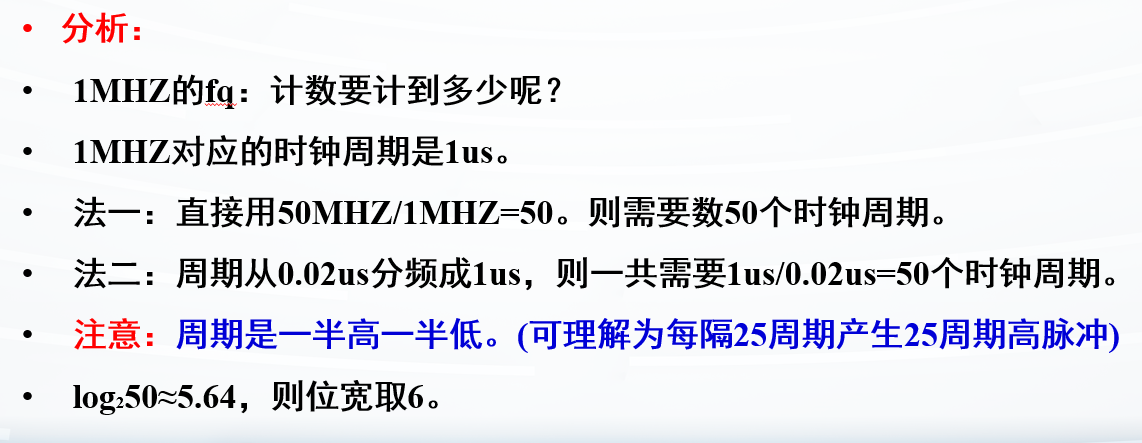 • 分析：
• 1MHZ的fq：计数要计到多少呢？
• 1MHZ对应的时钟周期是1us。
• 法一：直接用50MHZ/1MHZ=50。则需要数50个时钟周期。
• 法二：周期从0.02us分频成1us，则一共需要1us/0.02us=50个时钟周期。
• 注意：周期是一半高一半低。(可理解为每隔25周期产生25周期高脉冲)
• log₂50≈5.64，则位宽取6。